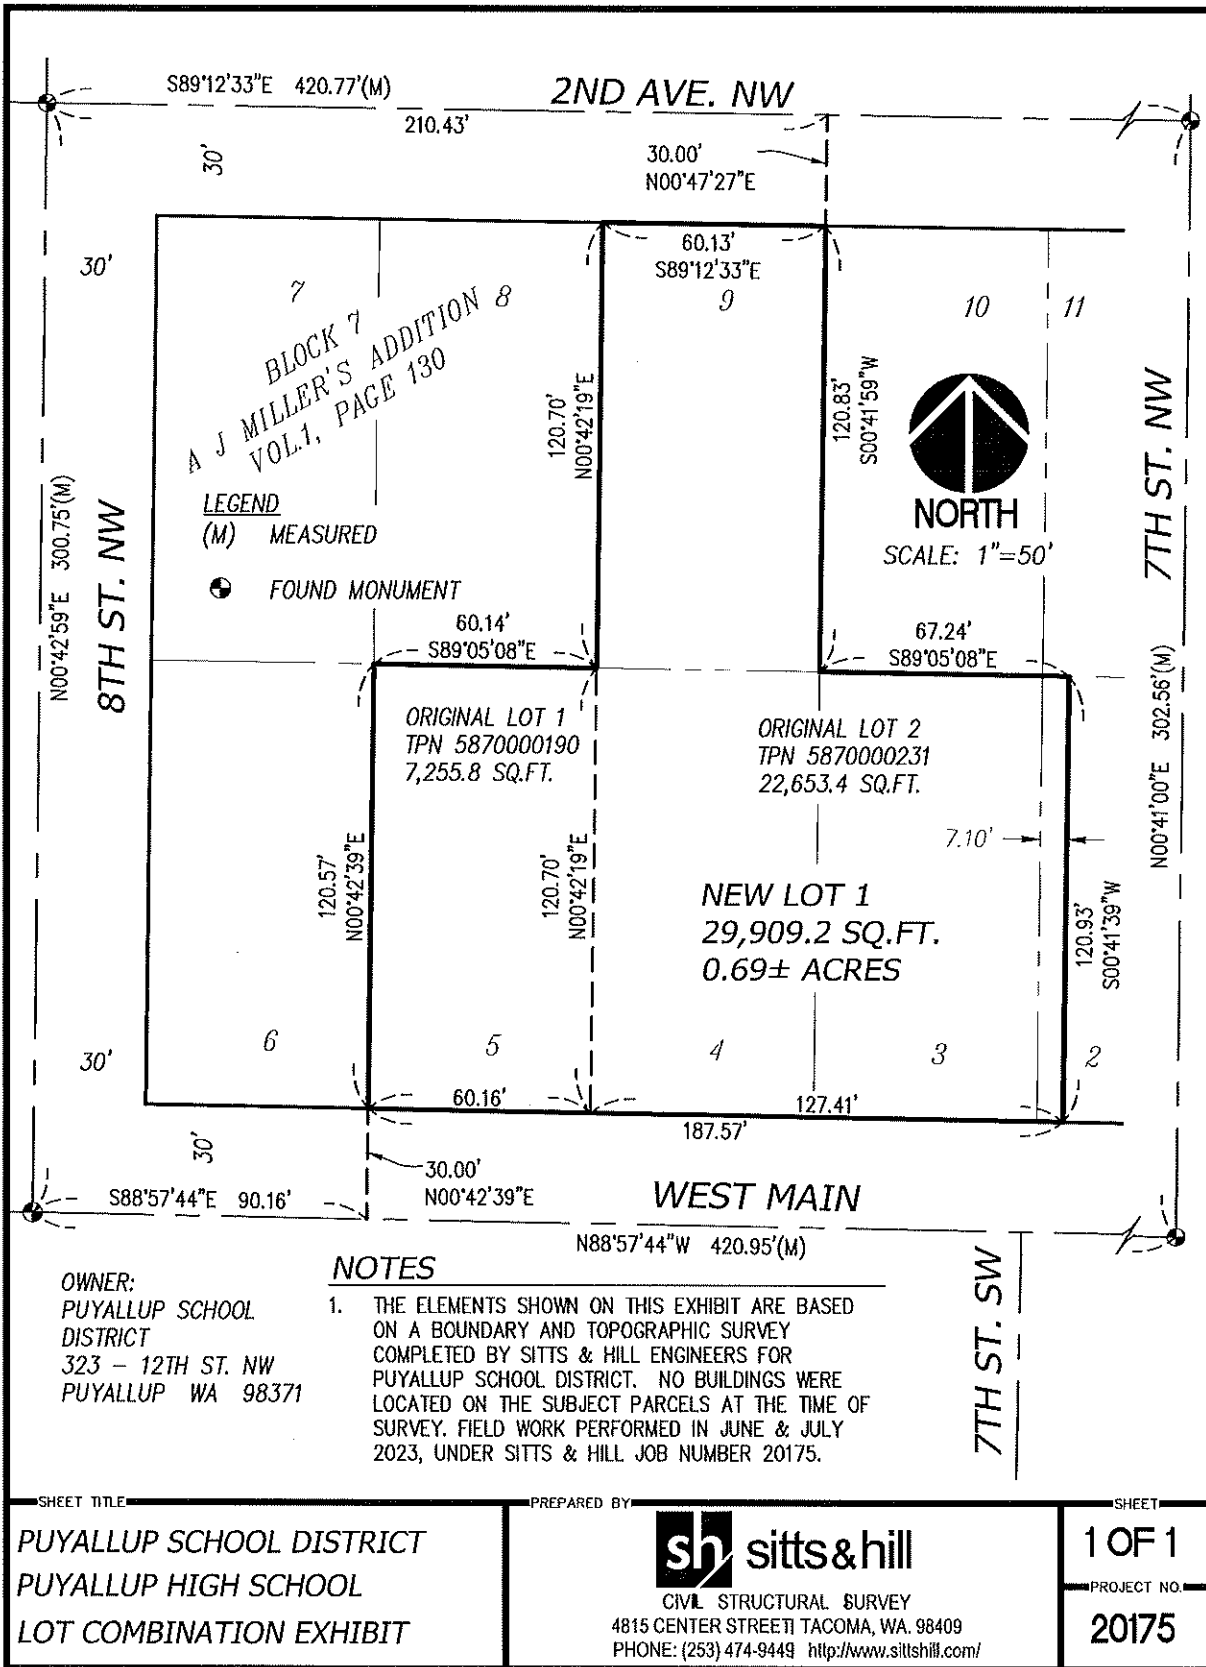 S89°12'33"E 420.77'(M)
2ND AVE. NW
210.43'
30'
30.00'
N00°47'27"E
30'
60.13'
S89°12'33"E
7
8
9
10
11
BLOCK 7
A J MILLER'S ADDITION
VOL.1, PAGE 130
120.70'
N00°42'19"E
120.83'
S00°41'59"W
NORTH
SCALE: 1"=50'
LEGEND
(M) MEASURED
FOUND MONUMENT
N00°42'59"E 300.75'(M)
8TH ST. NW
7TH ST. NW
60.14'
S89°05'08"E
67.24'
S89°05'08"E
N00°41'00"E 302.56'(M)
ORIGINAL LOT 1
TPN 5870000190
7,255.8 SQ.FT.
ORIGINAL LOT 2
TPN 5870000231
22,653.4 SQ.FT.
7.10'
120.57'
N00°42'39"E
120.70'
N00°42'19"E
NEW LOT 1
29,909.2 SQ.FT.
0.69± ACRES
120.93'
S00°41'39"W
30'
6
5
4
3
2
60.16'
127.41'
187.57'
30'
30.00'
N00°42'39"E
S88°57'44"E 90.16'
WEST MAIN
N88°57'44"W 420.95'(M)
7TH ST. SW
OWNER:
PUYALLUP SCHOOL
DISTRICT
323 - 12TH ST. NW
PUYALLUP WA 98371
NOTES
1. THE ELEMENTS SHOWN ON THIS EXHIBIT ARE BASED
ON A BOUNDARY AND TOPOGRAPHIC SURVEY
COMPLETED BY SITTS & HILL ENGINEERS FOR
PUYALLUP SCHOOL DISTRICT. NO BUILDINGS WERE
LOCATED ON THE SUBJECT PARCELS AT THE TIME OF
SURVEY. FIELD WORK PERFORMED IN JUNE & JULY
2023, UNDER SITTS & HILL JOB NUMBER 20175.
SHEET TITLE
PUYALLUP SCHOOL DISTRICT
PUYALLUP HIGH SCHOOL
LOT COMBINATION EXHIBIT
PREPARED BY
sh sitts&hill
CIVIL STRUCTURAL SURVEY
4815 CENTER STREET| TACOMA, WA. 98409
PHONE: (253) 474-9449 http://www.sittshill.com/
SHEET
1 OF 1
PROJECT NO.
20175